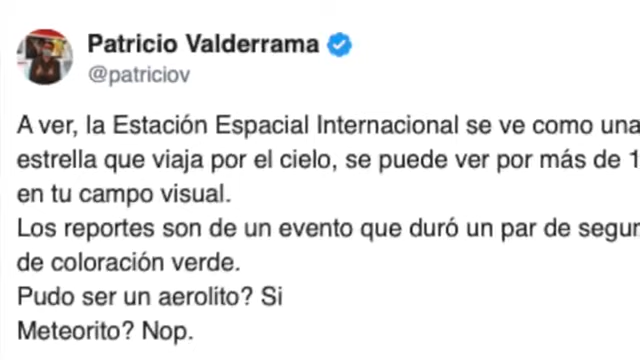 Patricio Valderrama
@patriciov
A ver, la Estación Espacial Internacional se ve como una
estrella que viaja por el cielo, se puede ver por más de 1
en tu campo visual.
Los reportes son de un evento que duró un par de segun
de coloración verde.
Pudo ser un aerolito? Si
Meteorito? Nop.